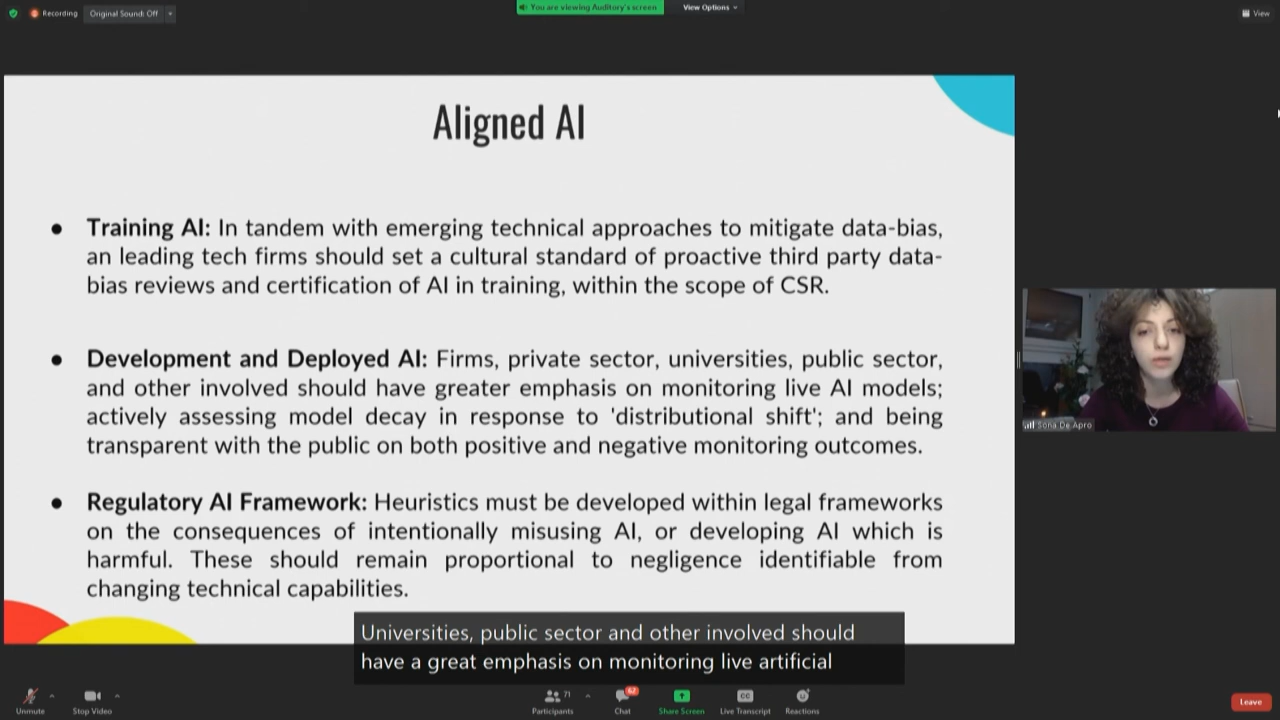 Recording
Original Sound: Off
You are viewing Auditory's screen
View Options
View
Aligned AI
● Training AI: In tandem with emerging technical approaches to mitigate data-bias,
an leading tech firms should set a cultural standard of proactive third party data-
bias reviews and certification of AI in training, within the scope of CSR.
● Development and Deployed AI: Firms, private sector, universities, public sector,
and other involved should have greater emphasis on monitoring live AI models;
actively assessing model decay in response to 'distributional shift'; and being
transparent with the public on both positive and negative monitoring outcomes.
● Regulatory AI Framework: Heuristics must be developed within legal frameworks
on the consequences of intentionally misusing AI, or developing AI which is
harmful. These should remain proportional to negligence identifiable from
changing technical capabilities.
Sona De Apro
Universities, public sector and other involved should
have a great emphasis on monitoring live artificial
Unmute
Stop Video
Participants
71
Chat
62
Share Screen
CC
Live Transcript
Reactions
Leave